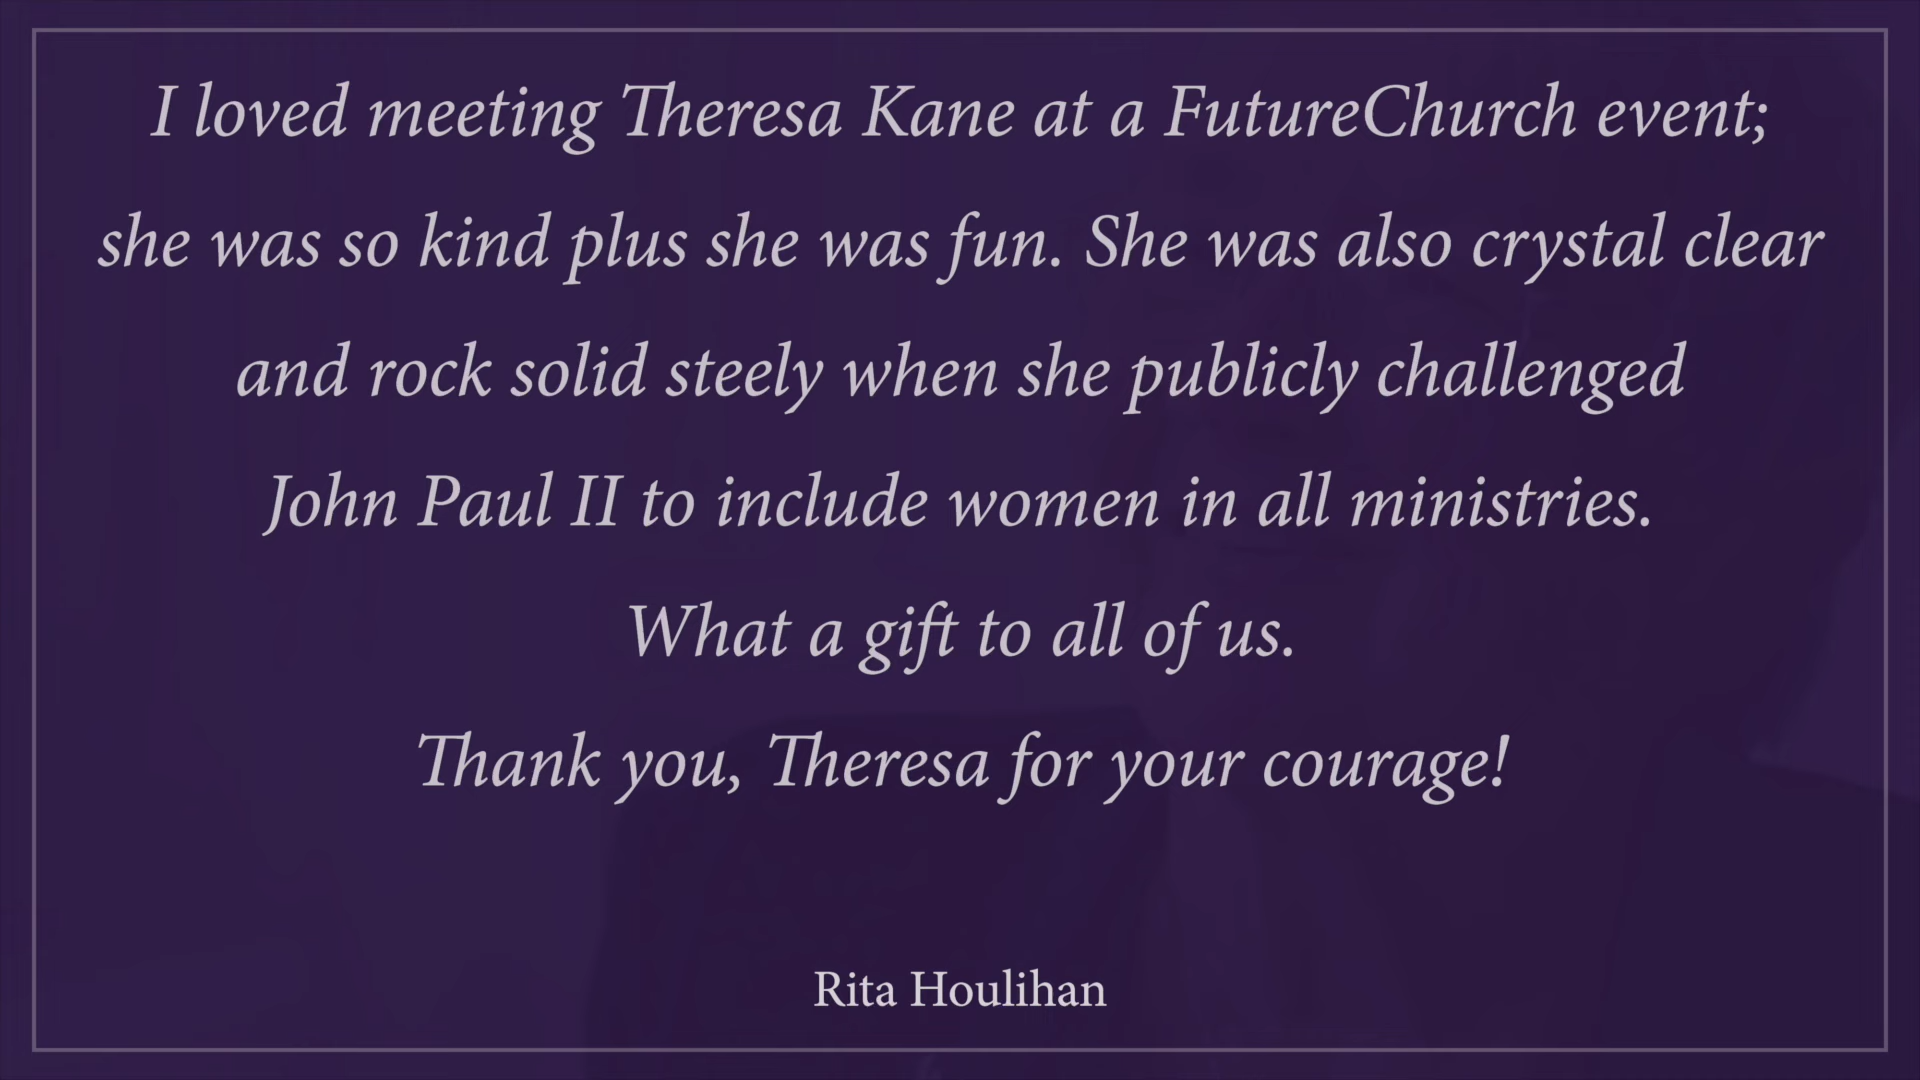 I loved meeting Theresa Kane at a FutureChurch event;
she was so kind plus she was fun. She was also crystal clear
and rock solid steely when she publicly challenged
John Paul II to include women in all ministries.
What a gift to all of us.
Thank you, Theresa for your courage!
Rita Houlihan